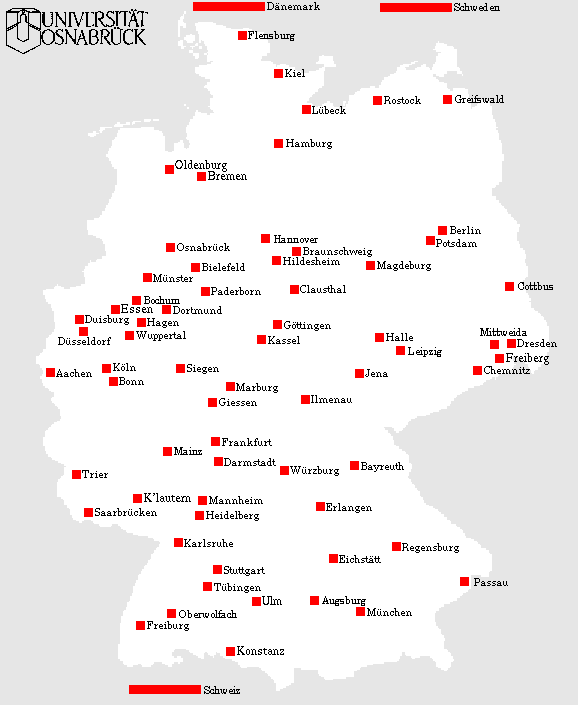 UNIVERSITÄT
OSNABRÜCK
Dänemark
Schweden
Flensburg
Kiel
Lübeck
Rostock
Greifswald
Hamburg
Oldenburg
Bremen
Berlin
Potsdam
Hannover
Osnabrück
Braunschweig
Hildesheim
Magdeburg
Bielefeld
Münster
Paderborn
Clausthal
Cottbus
Bochum
Essen
Dortmund
Duisburg
Hagen
Göttingen
Wuppertal
Düsseldorf
Kassel
Halle
Leipzig
Mittweida
Dresden
Freiberg
Chemnitz
Aachen
Köln
Bonn
Siegen
Marburg
Jena
Giessen
Ilmenau
Frankfurt
Mainz
Darmstadt
Würzburg
Bayreuth
Trier
K'lautern
Mannheim
Saarbrücken
Heidelberg
Erlangen
Karlsruhe
Regensburg
Eichstätt
Stuttgart
Passau
Tübingen
Ulm
Augsburg
München
Oberwolfach
Freiburg
Konstanz
Schweiz